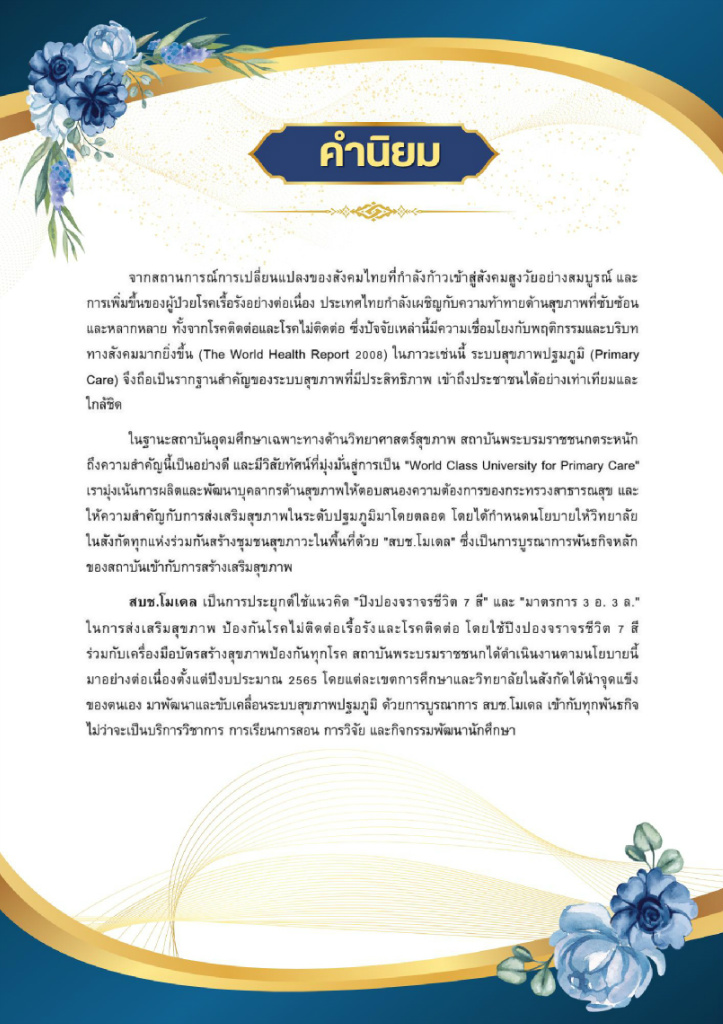 คำนิยม
จากสถานการณ์การเปลี่ยนแปลงของสังคมไทยที่กำลังก้าวเข้าสู่สังคมสูงวัยอย่างสมบูรณ์ และ
การเพิ่มขึ้นของผู้ป่วยโรคเรื้อรังอย่างต่อเนื่อง ประเทศไทยกำลังเผชิญกับความท้าทายด้านสุขภาพที่ซับซ้อน
และหลากหลาย ทั้งจากโรคติดต่อและโรคไม่ติดต่อ ซึ่งปัจจัยเหล่านี้มีความเชื่อมโยงกับพฤติกรรมและบริบท
ทางสังคมมากยิ่งขึ้น (The World Health Report 2008) ในภาวะเช่นนี้ ระบบสุขภาพปฐมภูมิ (Primary
Care) จึงถือเป็นรากฐานสำคัญของระบบสุขภาพที่มีประสิทธิภาพ เข้าถึงประชาชนได้อย่างเท่าเทียมและ
ใกล้ชิด
ในฐานะสถาบันอุดมศึกษาเฉพาะทางด้านวิทยาศาสตร์สุขภาพ สถาบันพระบรมราชชนกตระหนัก
ถึงความสำคัญนี้เป็นอย่างดี และมีวิสัยทัศน์ที่มุ่งมั่นสู่การเป็น "World Class University for Primary Care"
เรามุ่งเน้นการผลิตและพัฒนาบุคลากรด้านสุขภาพให้ตอบสนองความต้องการของกระทรวงสาธารณสุข และ
ให้ความสำคัญกับการส่งเสริมสุขภาพในระดับปฐมภูมิมาโดยตลอด โดยได้กำหนดนโยบายให้วิทยาลัย
ในสังกัดทุกแห่งร่วมกันสร้างชุมชนสุขภาวะในพื้นที่ด้วย "สบช.โมเดล" ซึ่งเป็นการบูรณาการพันธกิจหลัก
ของสถาบันเข้ากับการสร้างเสริมสุขภาพ
สบช.โมเดล เป็นการประยุกต์ใช้แนวคิด "ปิงปองจราจรชีวิต 7 สี" และ "มาตรการ 3 อ. 3 ล."
ในการส่งเสริมสุขภาพ ป้องกันโรคไม่ติดต่อเรื้อรังและโรคติดต่อ โดยใช้ปิงปองจราจรชีวิต 7 สี
ร่วมกับเครื่องมือบัตรสร้างสุขภาพป้องกันทุกโรค สถาบันพระบรมราชชนกได้ดำเนินงานตามนโยบายนี้
มาอย่างต่อเนื่องตั้งแต่ปีงบประมาณ 2565 โดยแต่ละเขตการศึกษาและวิทยาลัยในสังกัดได้นำจุดแข็ง
ของตนเอง มาพัฒนาและขับเคลื่อนระบบสุขภาพปฐมภูมิ ด้วยการบูรณาการ สบช.โมเดล เข้ากับทุกพันธกิจ
ไม่ว่าจะเป็นบริการวิชาการ การเรียนการสอน การวิจัย และกิจกรรมพัฒนานักศึกษา